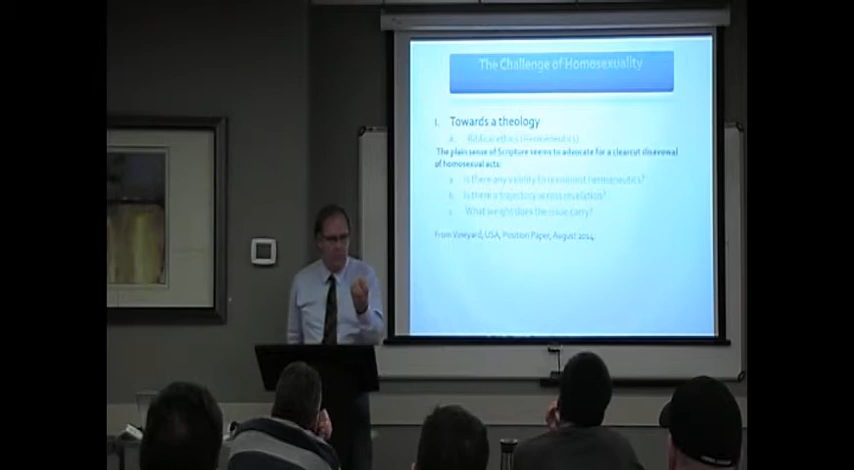 The Challenge of Homosexuality
I. Towards a theology
A. Biblical ethics (Hermeneutics)
The plain sense of Scripture seems to advocate for a clearcut disavowal
of homosexual acts:
a. Is there any validity to revisionist hermeneutics?
b. Is there a trajectory across revelation?
c. What weight does the issue carry?
From Vineyard, USA, Position Paper, August 2014